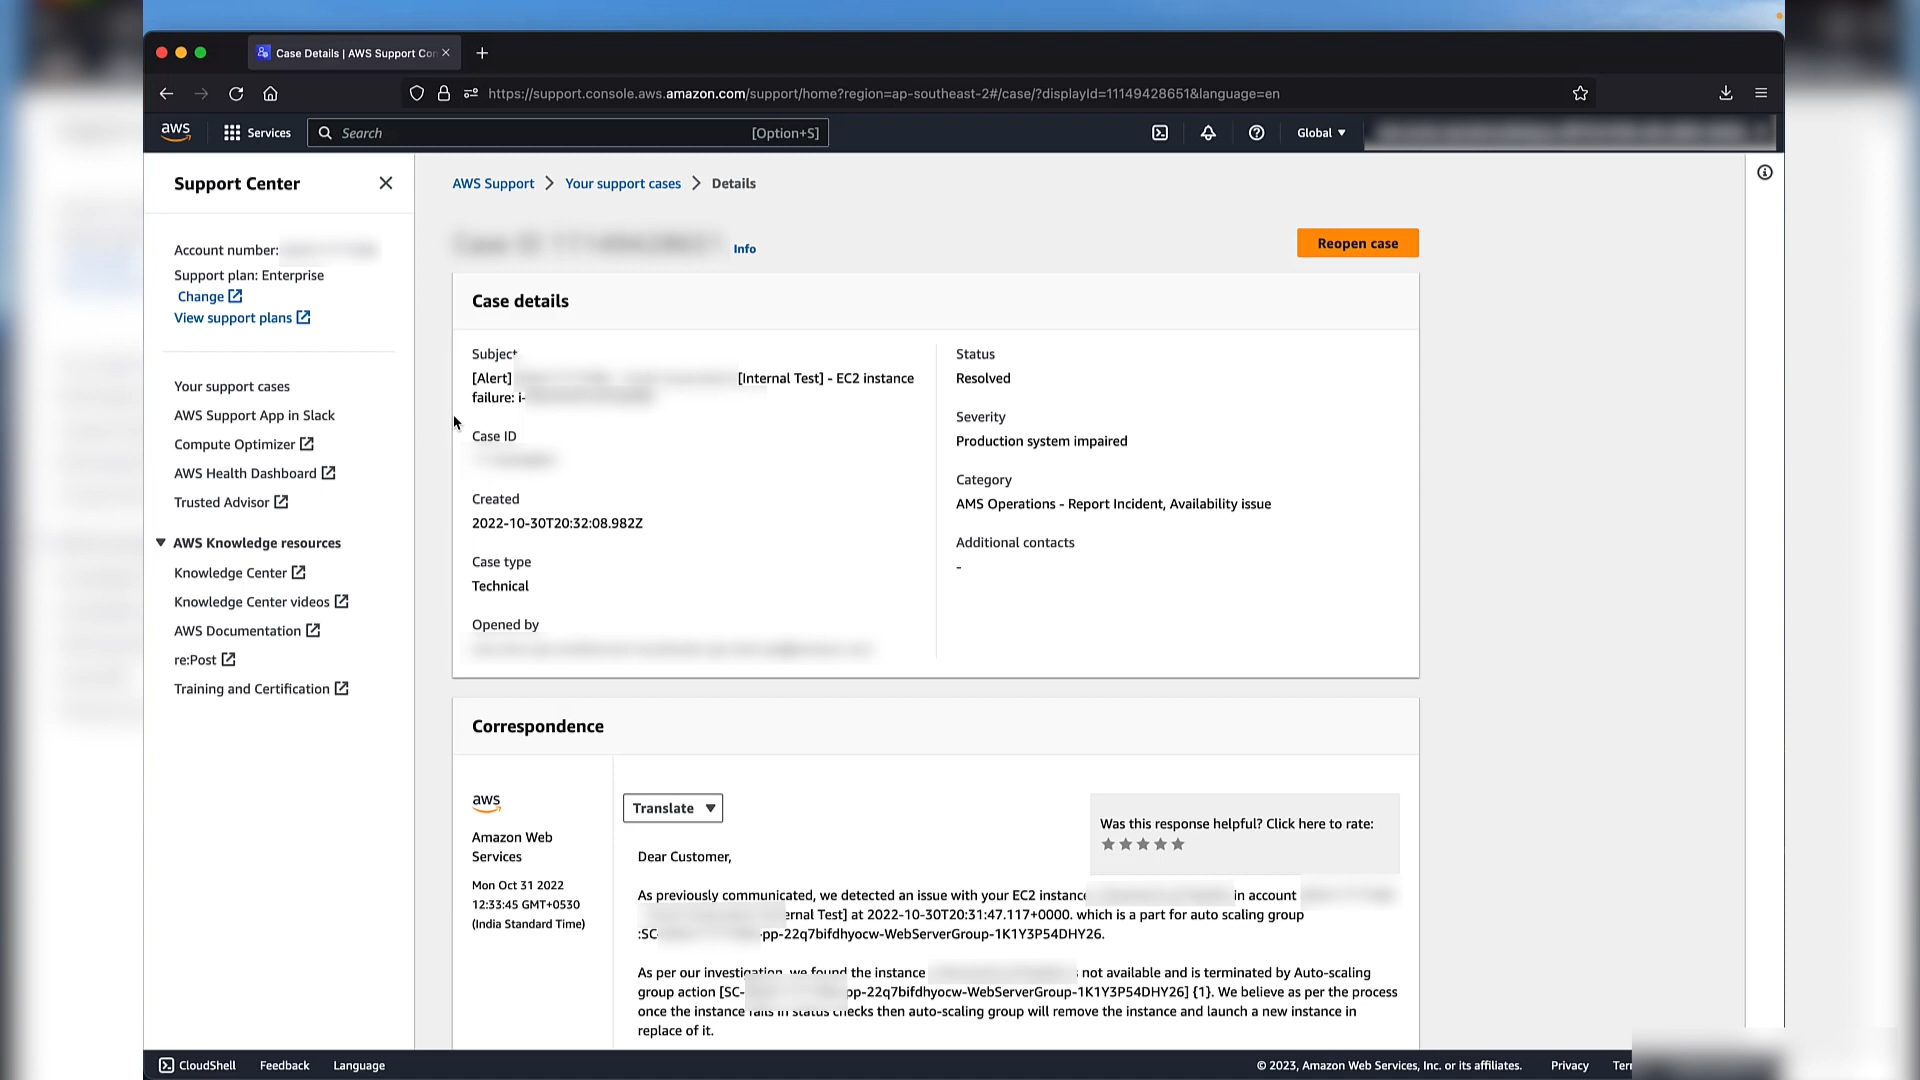 Case Details | AWS Support Con
https://support.console.aws.amazon.com/support/home?region=ap-southeast-2#/case/?displayId=11149428651&language=en
aws
Services
Search
[Option+S]
Global
Support Center
Account number:
Support plan: Enterprise
Change
View support plans
Your support cases
AWS Support App in Slack
Compute Optimizer
AWS Health Dashboard
Trusted Advisor
AWS Knowledge resources
Knowledge Center
Knowledge Center videos
AWS Documentation
re:Post
Training and Certification
AWS Support > Your support cases > Details
Info
Reopen case
Case details
Subject
[Alert] [Internal Test] - EC2 instance
failure: i-
Case ID
Created
2022-10-30T20:32:08.982Z
Case type
Technical
Opened by
Status
Resolved
Severity
Production system impaired
Category
AMS Operations - Report Incident, Availability issue
Additional contacts
-
Correspondence
aws
Amazon Web
Services
Mon Oct 31 2022
12:33:45 GMT+0530
(India Standard Time)
Translate
Was this response helpful? Click here to rate:
Dear Customer,
As previously communicated, we detected an issue with your EC2 instance in account
ernal Test] at 2022-10-30T20:31:47.117+0000. which is a part for auto scaling group
:SC- -pp-22q7bifdhyocw-WebServerGroup-1K1Y3P54DHY26.
As per our investigation, we found the instance not available and is terminated by Auto-scaling
group action [SC- pp-22q7bifdhyocw-WebServerGroup-1K1Y3P54DHY26] {1}. We believe as per the process
once the instance fails in status checks then auto-scaling group will remove the instance and launch a new instance in
replace of it.
CloudShell
Feedback
Language
© 2023, Amazon Web Services, Inc. or its affiliates.
Privacy
Ter